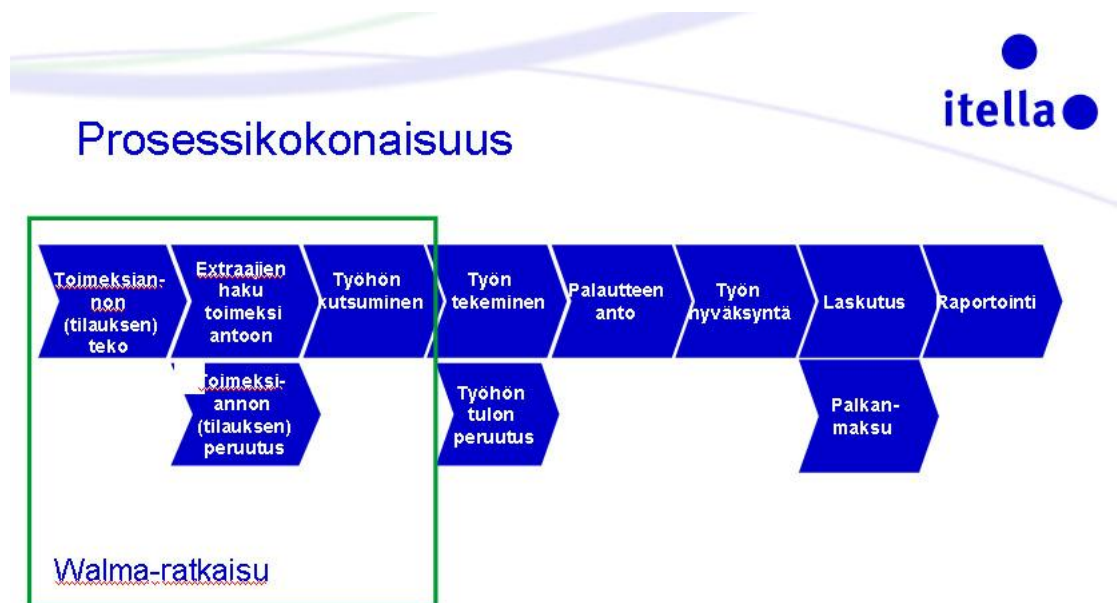 itella
Prosessikokonaisuus
Toimeksian-
non
(tilauksen)
teko
Extraajien
haku
toimeksi
antoon
Työhön
kutsuminen
Työn
tekeminen
Palautteen
anto
Työn
hyväksyntä
Laskutus
Raportointi
Toimeksi-
annon
(tilauksen)
peruutus
Työhön
tulon
peruutus
Palkan-
maksu
Walma-ratkaisu